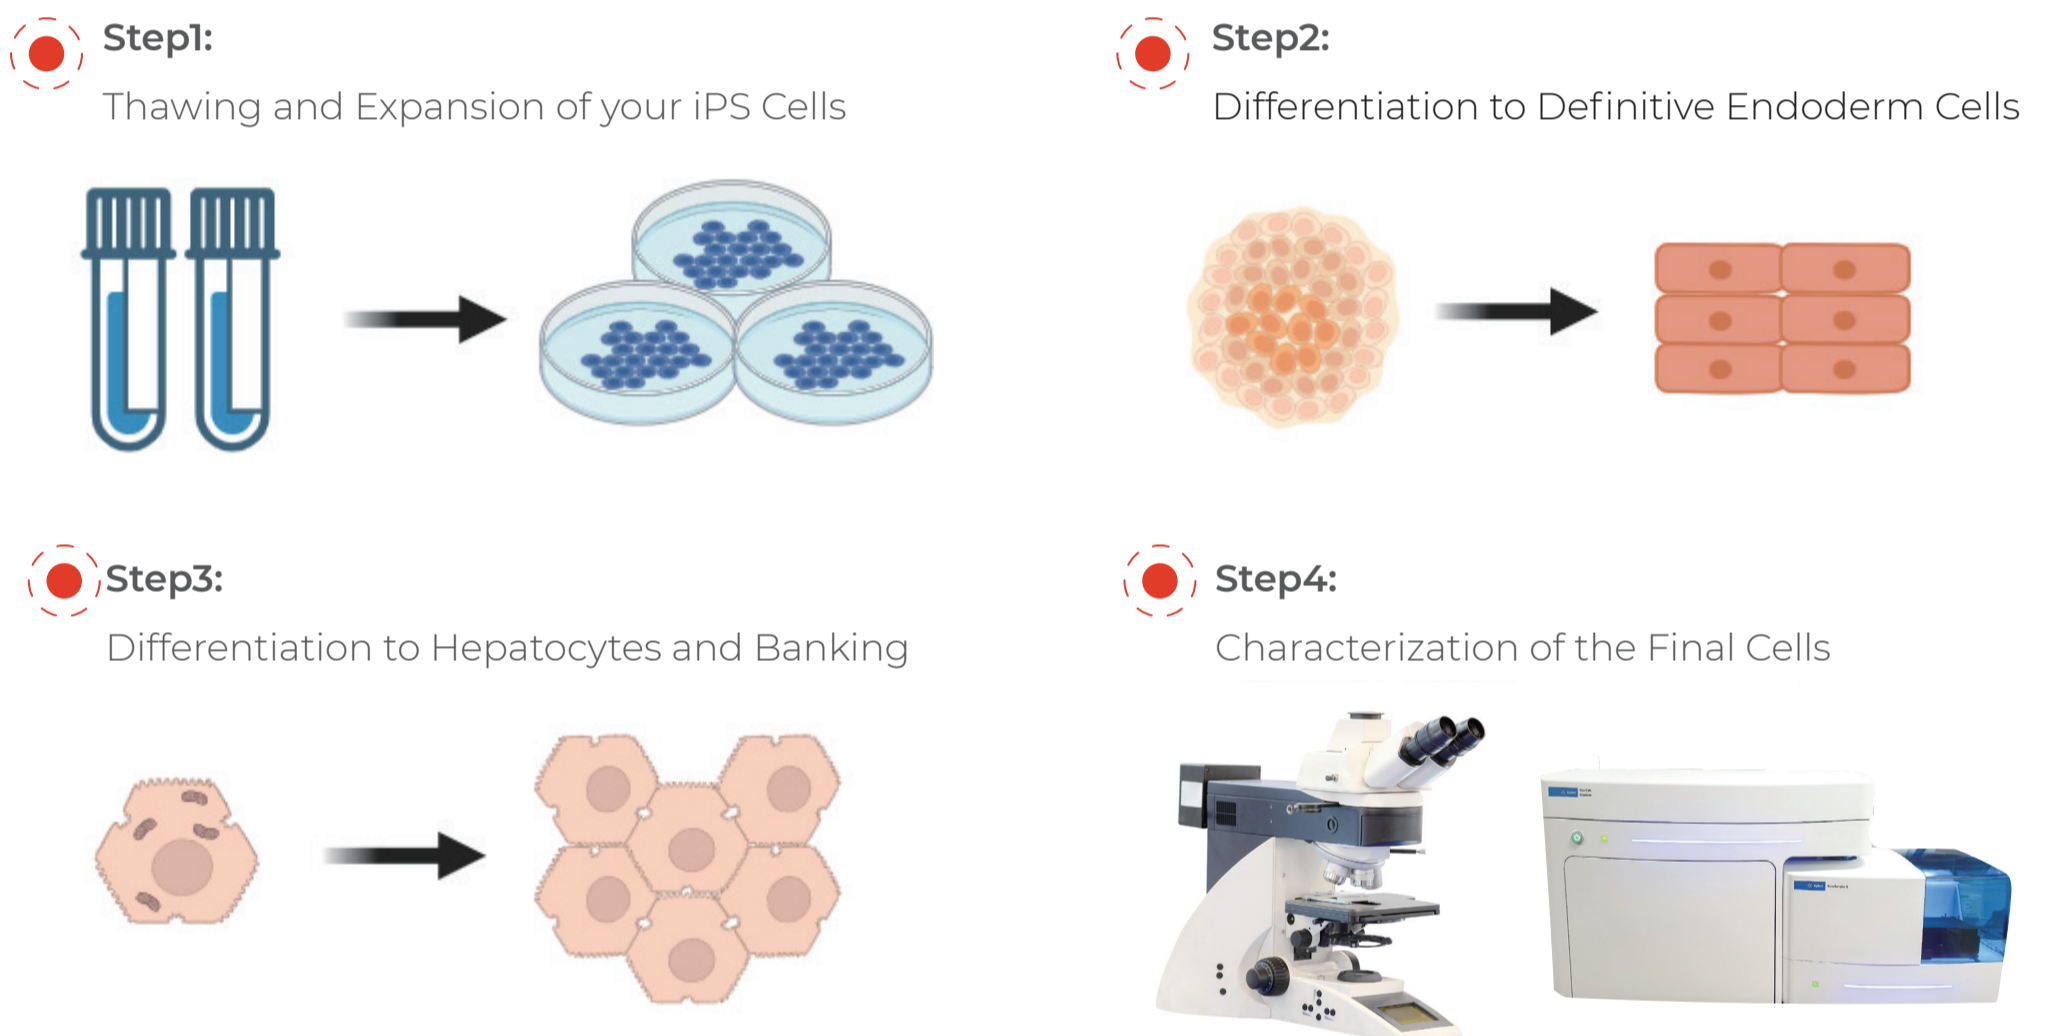 Step1:
Thawing and Expansion of your iPS Cells
Step2:
Differentiation to Definitive Endoderm Cells
Step3:
Differentiation to Hepatocytes and Banking
Step4:
Characterization of the Final Cells